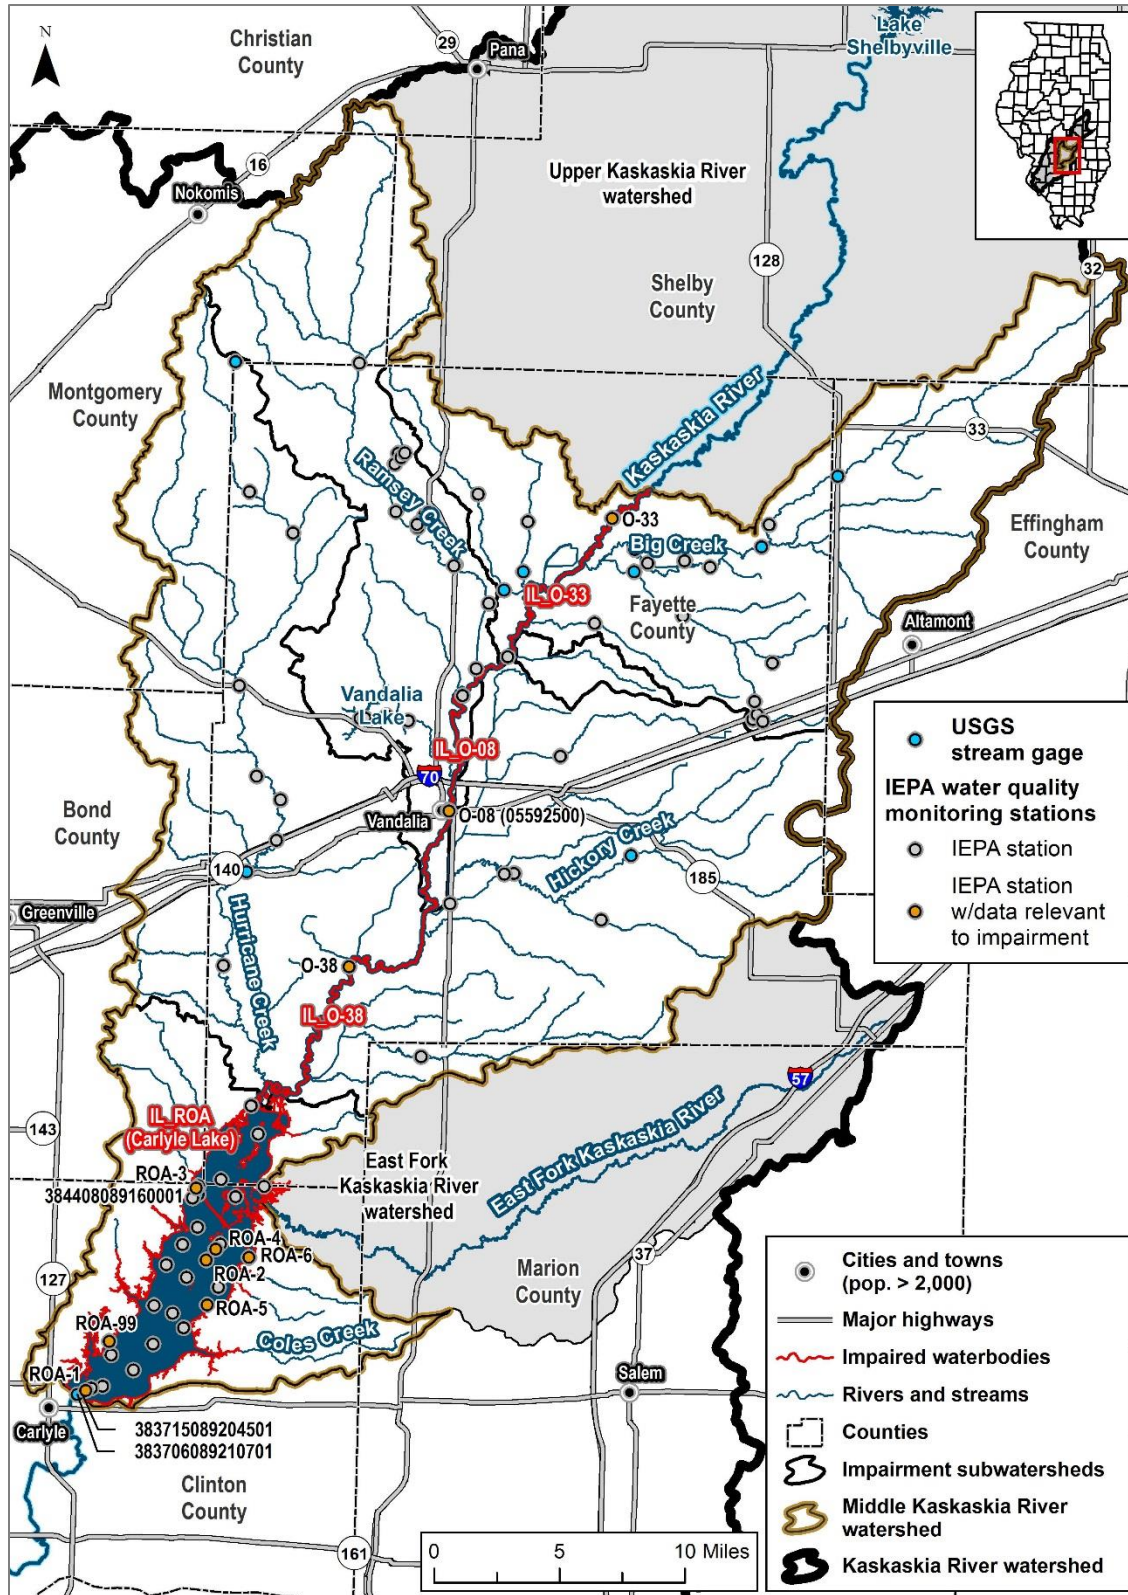 Lake
Shelbyville
N
Christian
County
29
Pana
16
Nokomis
Upper Kaskaskia River
watershed
128
32
Shelby
County
Montgomery
County
Kaskaskia River
33
Ramsey Creek
O-33
Big Creek
Effingham
County
IL_O-33
Fayette
County
Altamont
Vandalia
Lake
IL_O-08
70
Vandalia
O-08 (05592500)
Bond
County
140
Hickory Creek
185
Greenville
Hurricane Creek
O-38
IL_O-38
USGS
stream gage
IEPA water quality
monitoring stations
IEPA station
IEPA station
w/data relevant
to impairment
57
143
IL_ROA
(Carlyle Lake)
East Fork Kaskaskia River
ROA-3
384408089160001
East Fork
Kaskaskia River
watershed
ROA-4
ROA-6
ROA-2
ROA-5
127
37
Marion
County
ROA-99
Coles Creek
ROA-1
Salem
Carlyle
383715089204501
383706089210701
Clinton
County
161
0 5 10 Miles
Cities and towns
(pop. > 2,000)
Major highways
Impaired waterbodies
Rivers and streams
Counties
Impairment subwatersheds
Middle Kaskaskia River
watershed
Kaskaskia River watershed